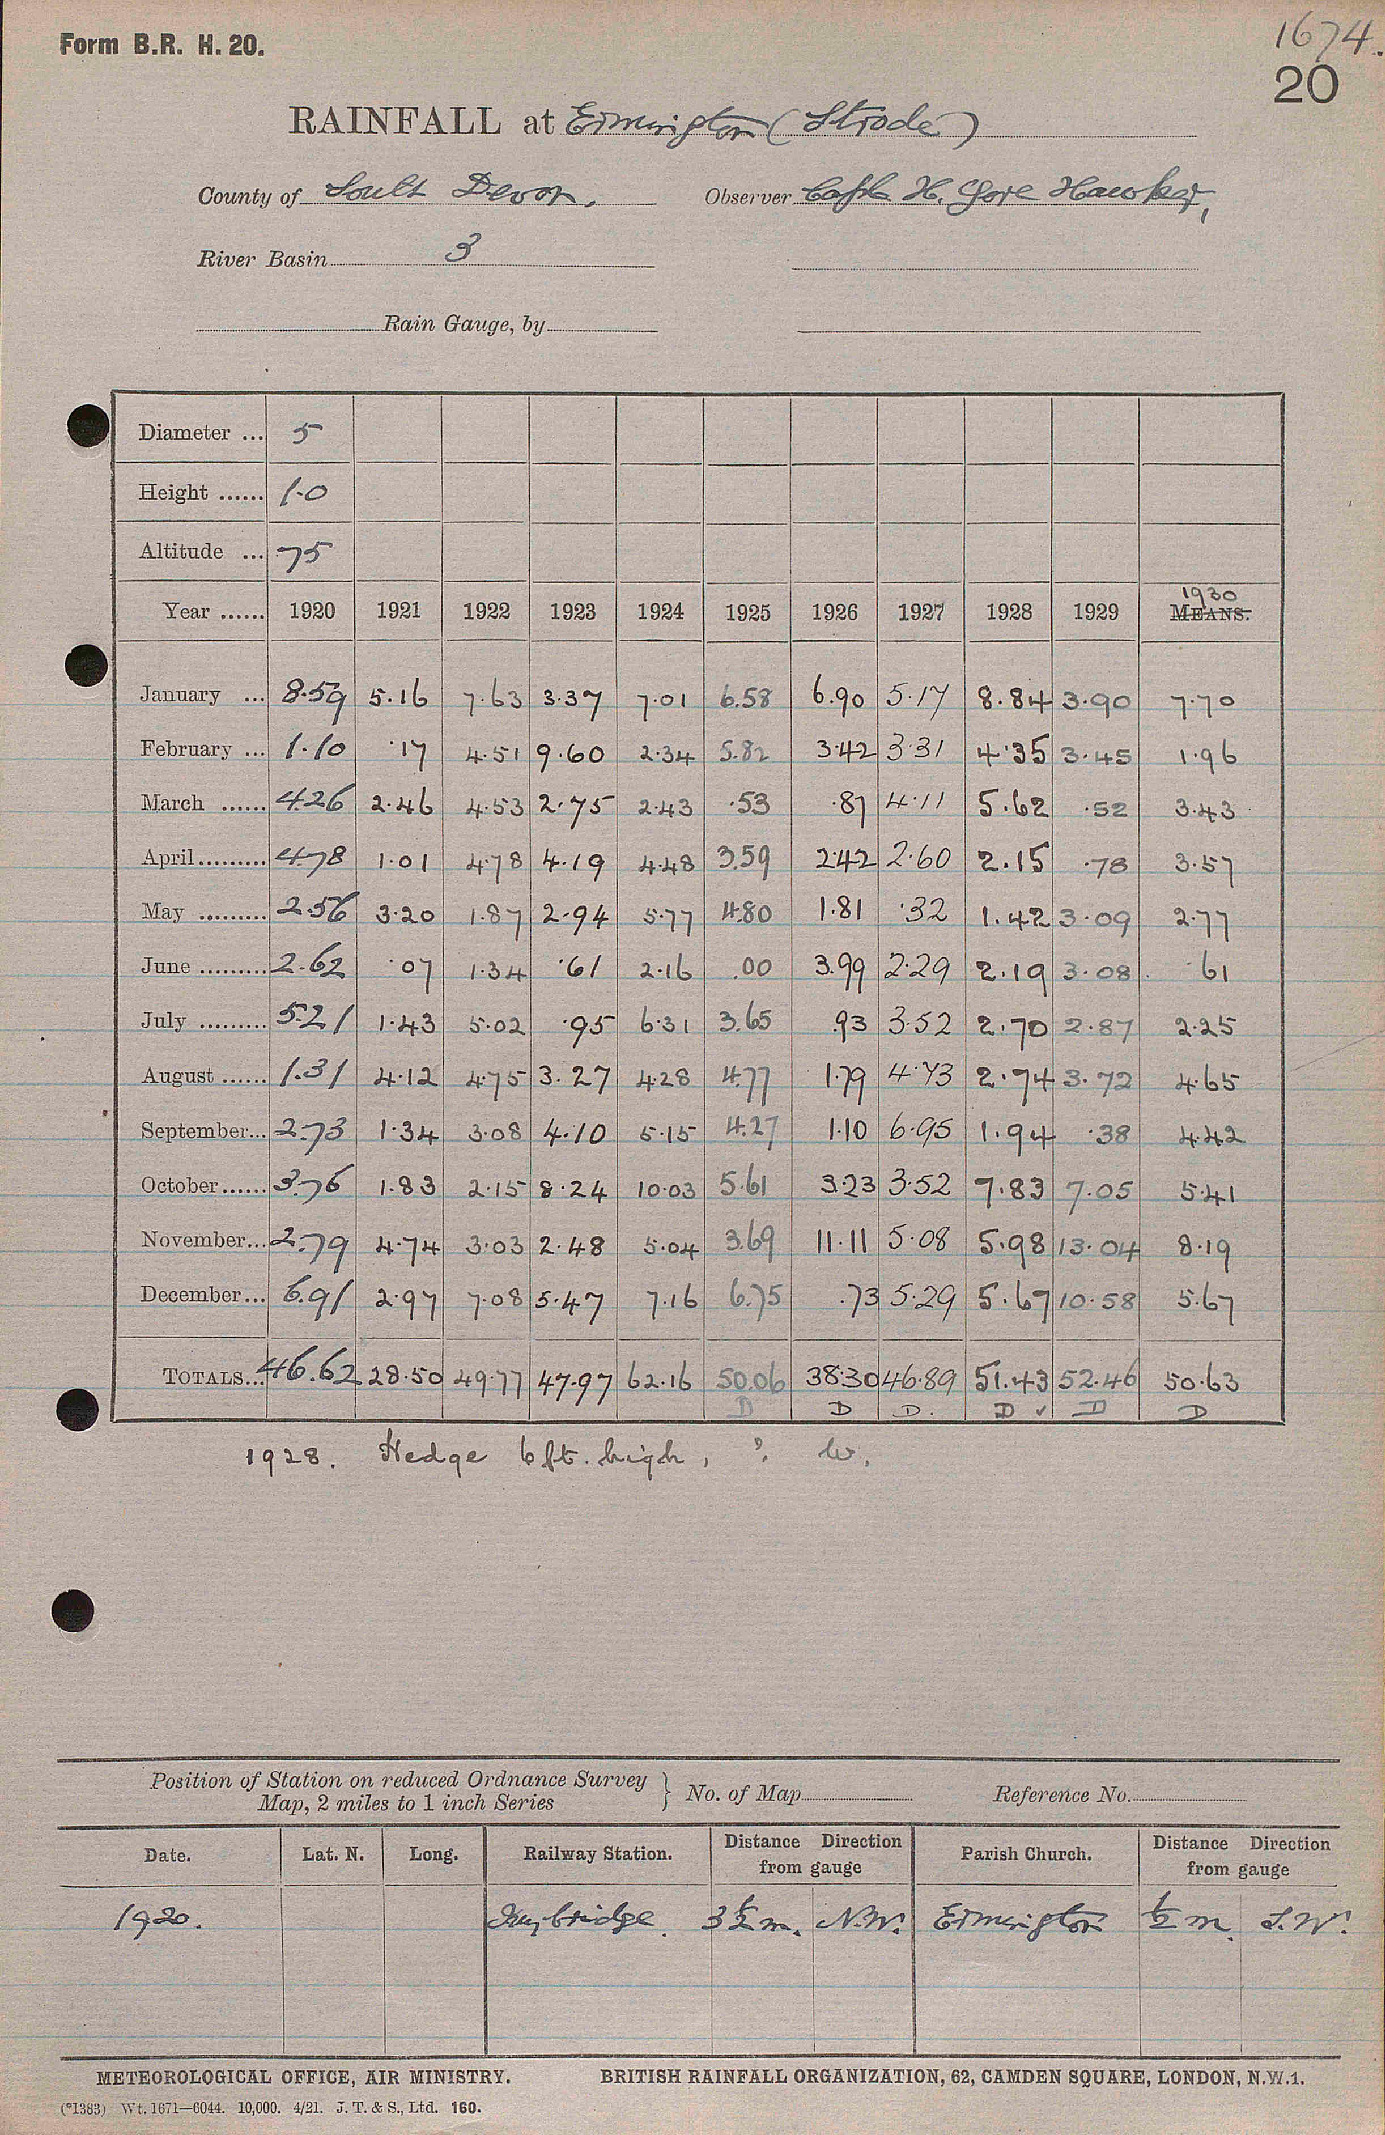 Form B.R. H. 20.
1674.
20
RAINFALL at Ermington (Strode)
County of South Devon. Observer Capt. H. Gore Hawker,
River Basin 3
Rain Gauge, by
Diameter ... 5
Height ...... 1.0
Altitude ... 75
Year ...... 1920 1921 1922 1923 1924 1925 1926 1927 1928 1929 1930 MEANS.
January ... 8.59 5.16 7.63 3.37 7.01 6.58 6.90 5.17 8.84 3.90 7.70
February ... 1.10 .17 4.51 9.60 2.34 5.82 3.42 3.31 4.35 3.45 1.96
March ...... 4.26 2.46 4.53 2.75 2.43 .53 .87 4.11 5.62 .52 3.43
April......... 4.78 1.01 4.78 4.19 4.48 3.59 2.42 2.60 2.15 .78 3.57
May ......... 2.56 3.20 1.87 2.94 5.77 4.80 1.81 .32 1.42 3.09 2.77
June ......... 2.62 .07 1.34 .61 2.16 .00 3.99 2.29 2.19 3.08 .61
July ......... 5.21 1.43 5.02 .95 6.31 3.65 .93 3.52 2.70 2.87 2.25
August ...... 1.31 4.12 4.75 3.27 4.28 4.77 1.79 4.73 2.74 3.72 4.65
September... 2.73 1.34 3.08 4.10 5.15 4.27 1.10 6.95 1.94 .38 4.42
October...... 3.76 1.83 2.15 8.24 10.03 5.61 3.23 3.52 7.83 7.05 5.41
November... 2.79 4.74 3.03 2.48 5.04 3.69 11.11 5.08 5.98 13.04 8.19
December... 6.91 2.97 7.08 5.47 7.16 6.75 .73 5.29 5.67 10.58 5.67
TOTALS... 46.62 28.50 49.77 47.97 62.16 50.06 38.30 46.89 51.43 52.46 50.63
D D D. D ✓ D D
1928. Hedge 6 ft. high, ?. W.
Position of Station on reduced Ordnance Survey
Map, 2 miles to 1 inch Series } No. of Map Reference No.
Date. Lat. N. Long. Railway Station. Distance Direction from gauge Parish Church. Distance Direction from gauge
1920. Ivybridge. 3½ m. N.W. Ermington ½ m. S.W.
METEOROLOGICAL OFFICE, AIR MINISTRY. BRITISH RAINFALL ORGANIZATION, 62, CAMDEN SQUARE, LONDON, N.W.1.
(*1383) Wt. 1671—6044. 10,000. 4/21. J. T. & S., Ltd. 160.